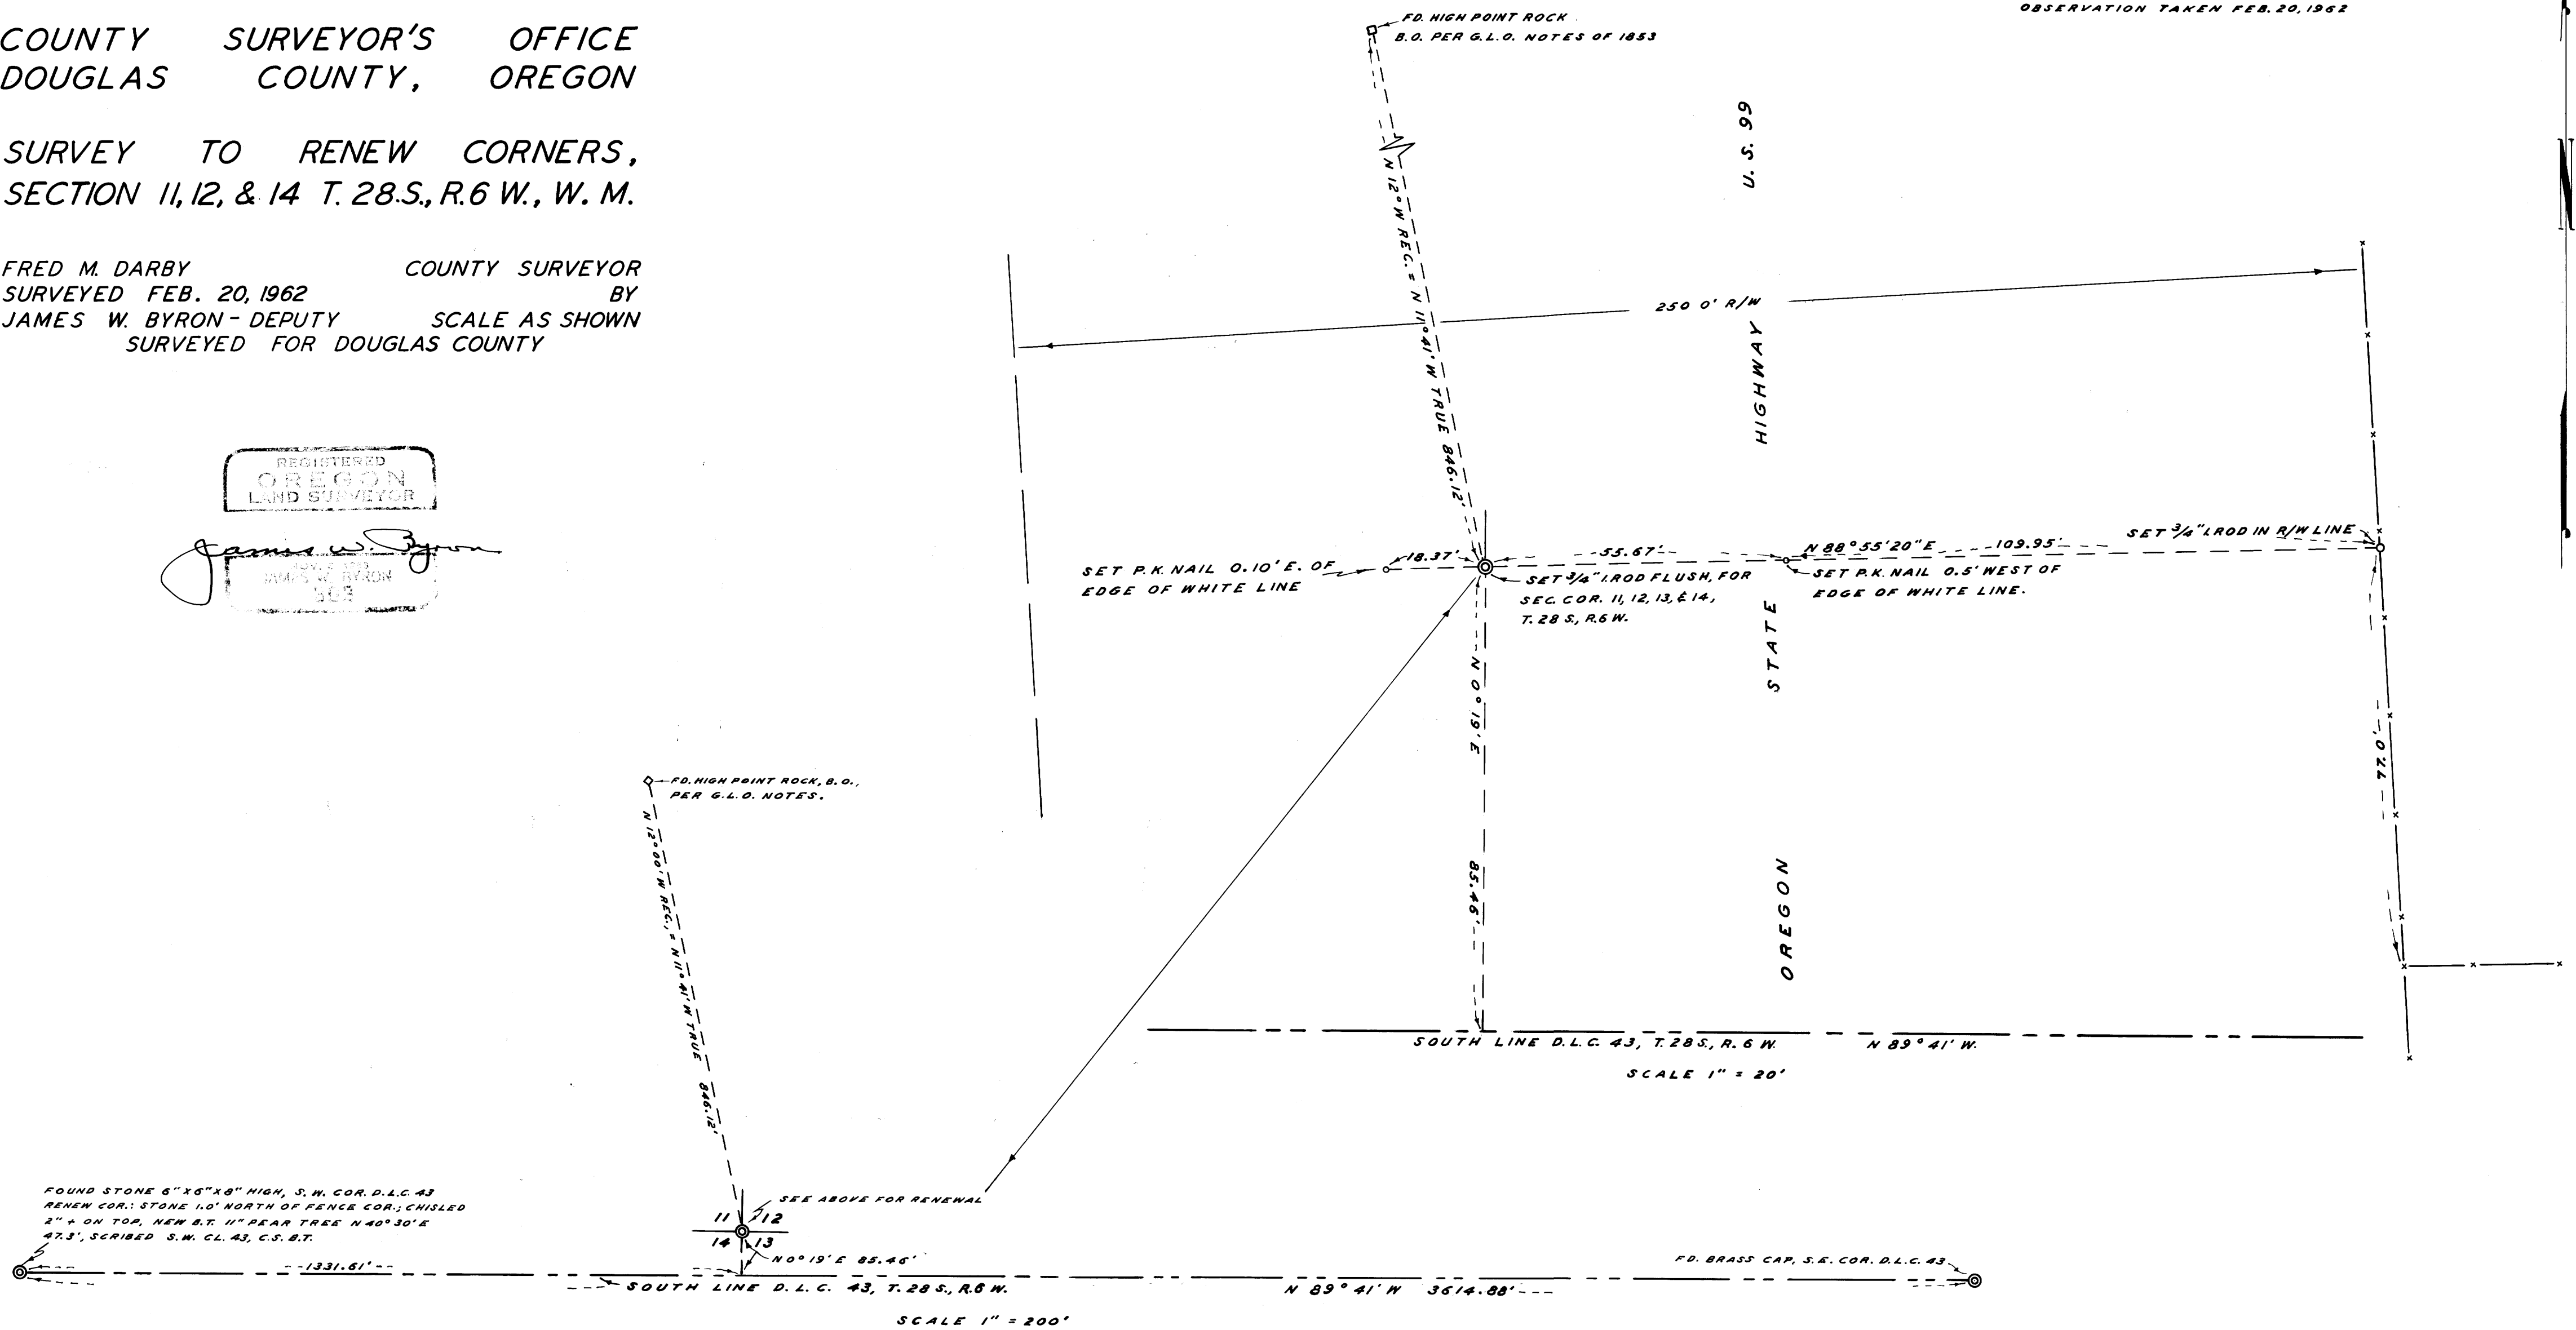 COUNTY SURVEYOR'S OFFICE
DOUGLAS COUNTY, OREGON
SURVEY TO RENEW CORNERS,
SECTION 11, 12, & 14 T. 28.S., R.6 W., W. M.
FRED M. DARBY COUNTY SURVEYOR
SURVEYED FEB. 20, 1962 BY
JAMES W. BYRON - DEPUTY SCALE AS SHOWN
SURVEYED FOR DOUGLAS COUNTY
REGISTERED
OREGON
LAND SURVEYOR
James W. Byron
JAMES W. BYRON
OBSERVATION TAKEN FEB. 20, 1962
N
FD. HIGH POINT ROCK
B.O. PER G.L.O. NOTES OF 1853
N 12° W REC. = N 11° 41' W TRUE 846.12'
U. S. 99
HIGHWAY
STATE
OREGON
250 0' R/W
SET P.K. NAIL 0.10' E. OF
EDGE OF WHITE LINE
18.37'
55.67'
N 88° 55' 20" E 109.95'
SET 3/4" I.ROD IN R/W LINE
SET 3/4" I.ROD FLUSH, FOR
SEC. COR. 11, 12, 13, & 14,
T. 28 S., R.6 W.
SET P.K. NAIL 0.5' WEST OF
EDGE OF WHITE LINE.
N 0° 19' E
85.46'
77.0'
SOUTH LINE D.L.C. 43, T. 28 S., R. 6 W. N 89° 41' W.
SCALE 1" = 20'
FD. HIGH POINT ROCK, B.O.,
PER G.L.O. NOTES.
N 12° 00' W REC., = N 11° 41' W TRUE 846.12'
FOUND STONE 6" X 6" X 8" HIGH, S. W. COR. D.L.C. 43
RENEW COR.: STONE 1.0' NORTH OF FENCE COR.; CHISLED
2" + ON TOP, NEW B.T. 11" PEAR TREE N 40° 30' E
47.3', SCRIBED S.W. CL. 43, C.S. B.T.
SEE ABOVE FOR RENEWAL
11 12
14 13
N 0° 19' E 85.46'
1331.61'
FD. BRASS CAP, S.E. COR. D.L.C. 43
SOUTH LINE D. L. C. 43, T. 28 S., R.6 W. N 89° 41' W 3614.88'
SCALE 1" = 200'